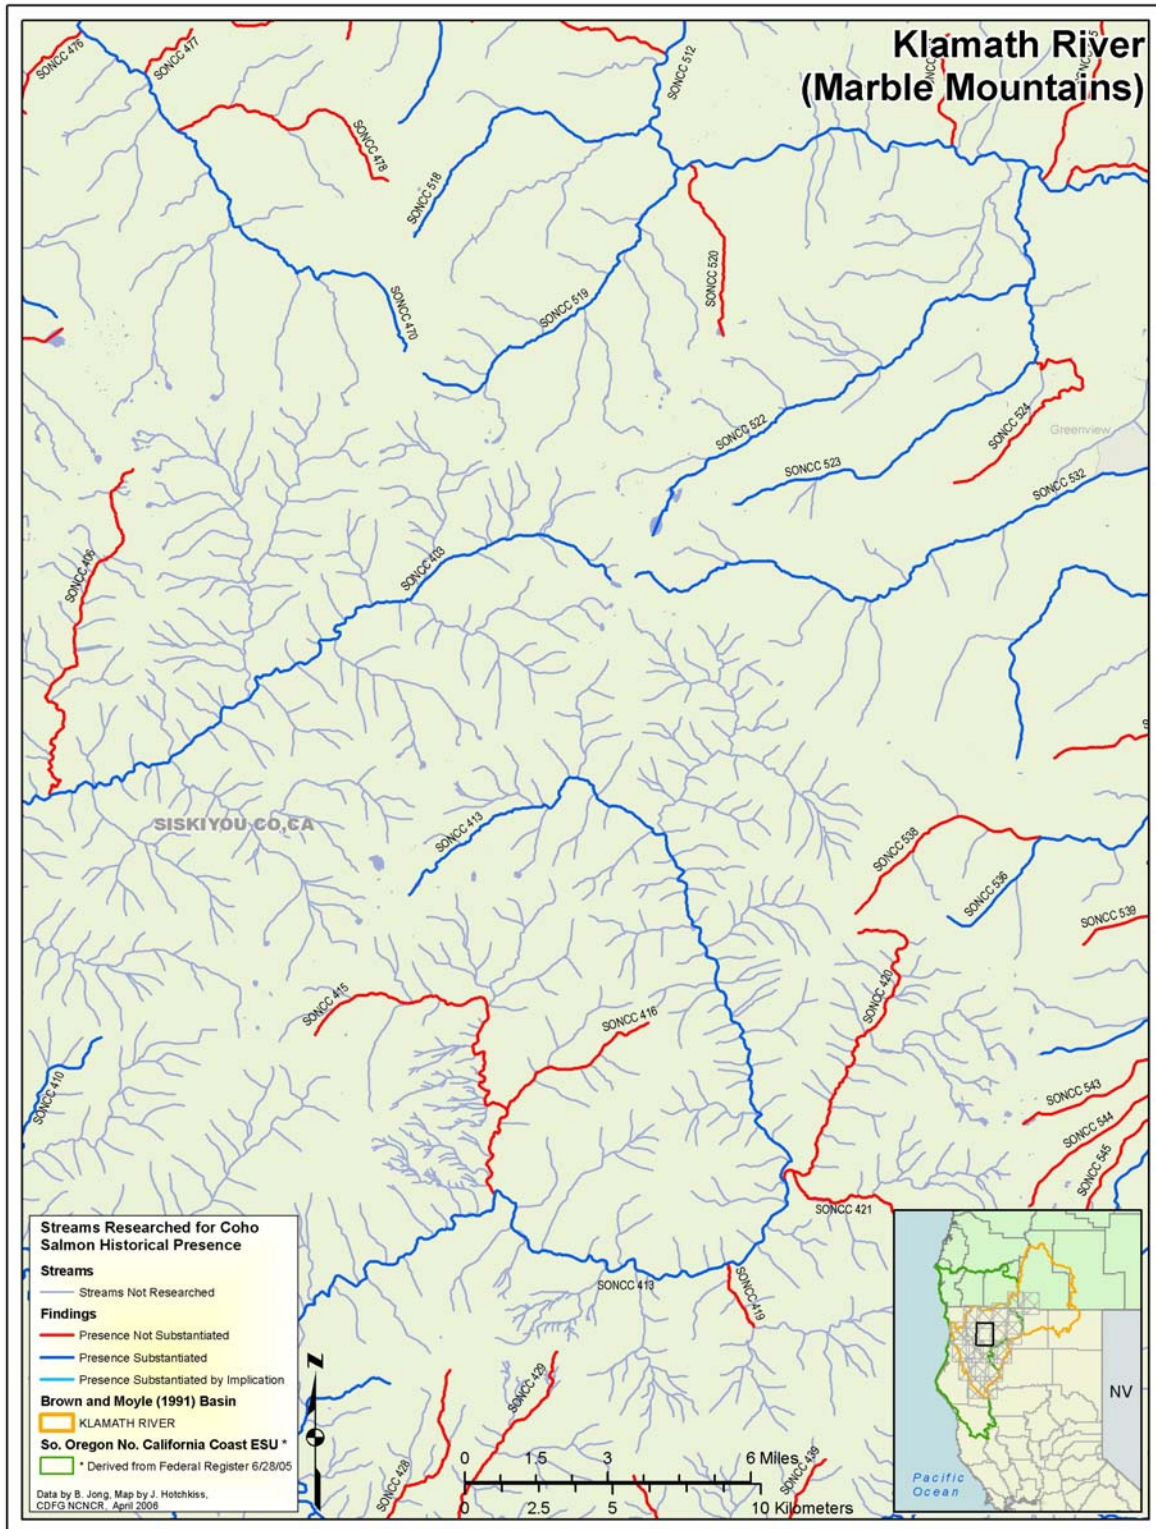 Klamath River
(Marble Mountains)
SONCC 476
SONCC 477
SONCC 512
SONCC 478
SONCC 518
SONCC 520
SONCC 519
SONCC 470
SONCC 522
SONCC 524
Greenview
SONCC 523
SONCC 532
SONCC 403
SONCC 406
SISKIYOU CO,CA
SONCC 413
SONCC 538
SONCC 536
SONCC 539
SONCC 420
SONCC 415
SONCC 416
SONCC 410
SONCC 543
SONCC 544
SONCC 545
SONCC 421
SONCC 413
SONCC 419
SONCC 429
SONCC 428
SONCC 439
Streams Researched for Coho
Salmon Historical Presence
Streams
Streams Not Researched
Findings
Presence Not Substantiated
Presence Substantiated
Presence Substantiated by Implication
Brown and Moyle (1991) Basin
KLAMATH RIVER
So. Oregon No. California Coast ESU *
* Derived from Federal Register 6/28/05
Data by B. Jong, Map by J. Hotchkiss,
CDFG NCNCR, April 2006
N
0 1.5 3 6 Miles
0 2.5 5 10 Kilometers
NV
Pacific
Ocean